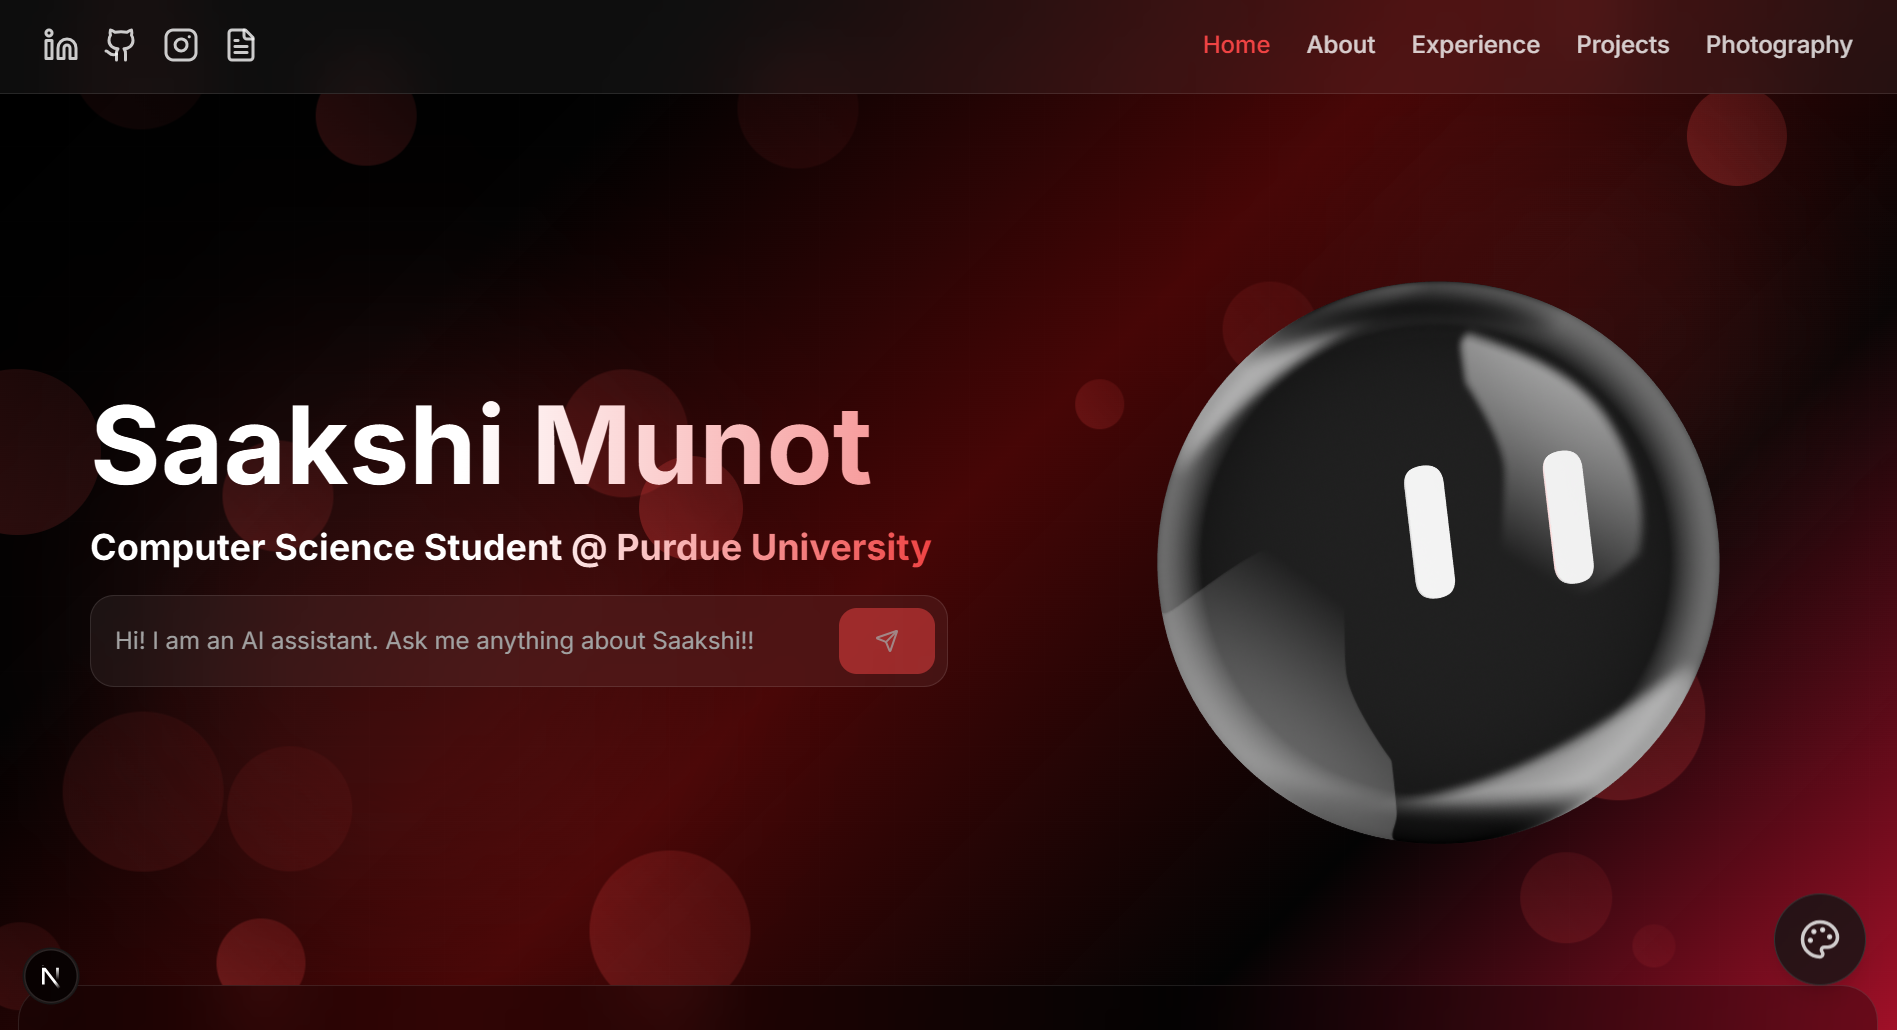 in
Home About Experience Projects Photography
Saakshi Munot
Computer Science Student @ Purdue University
Hi! I am an AI assistant. Ask me anything about Saakshi!!
N